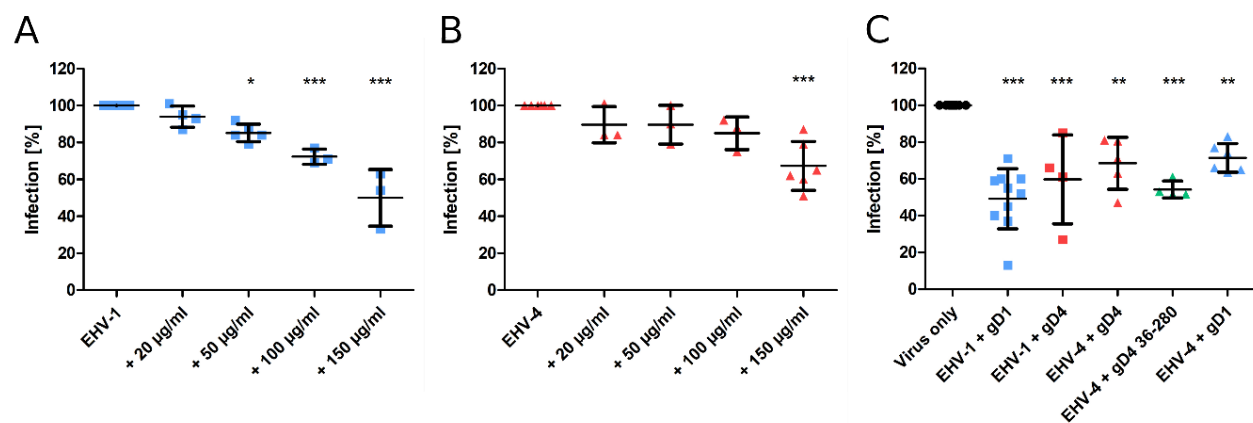 A
Infection [%]
120
100
80
60
40
20
0
* *** ***
EHV-1
+ 20 µg/ml
+ 50 µg/ml
+ 100 µg/ml
+ 150 µg/ml
B
Infection [%]
120
100
80
60
40
20
0
***
EHV-4
+ 20 µg/ml
+ 50 µg/ml
+ 100 µg/ml
+ 150 µg/ml
C
Infection [%]
120
100
80
60
40
20
0
*** *** ** *** **
Virus only
EHV-1 + gD1
EHV-1 + gD4
EHV-4 + gD4
EHV-4 + gD4 36-280
EHV-4 + gD1